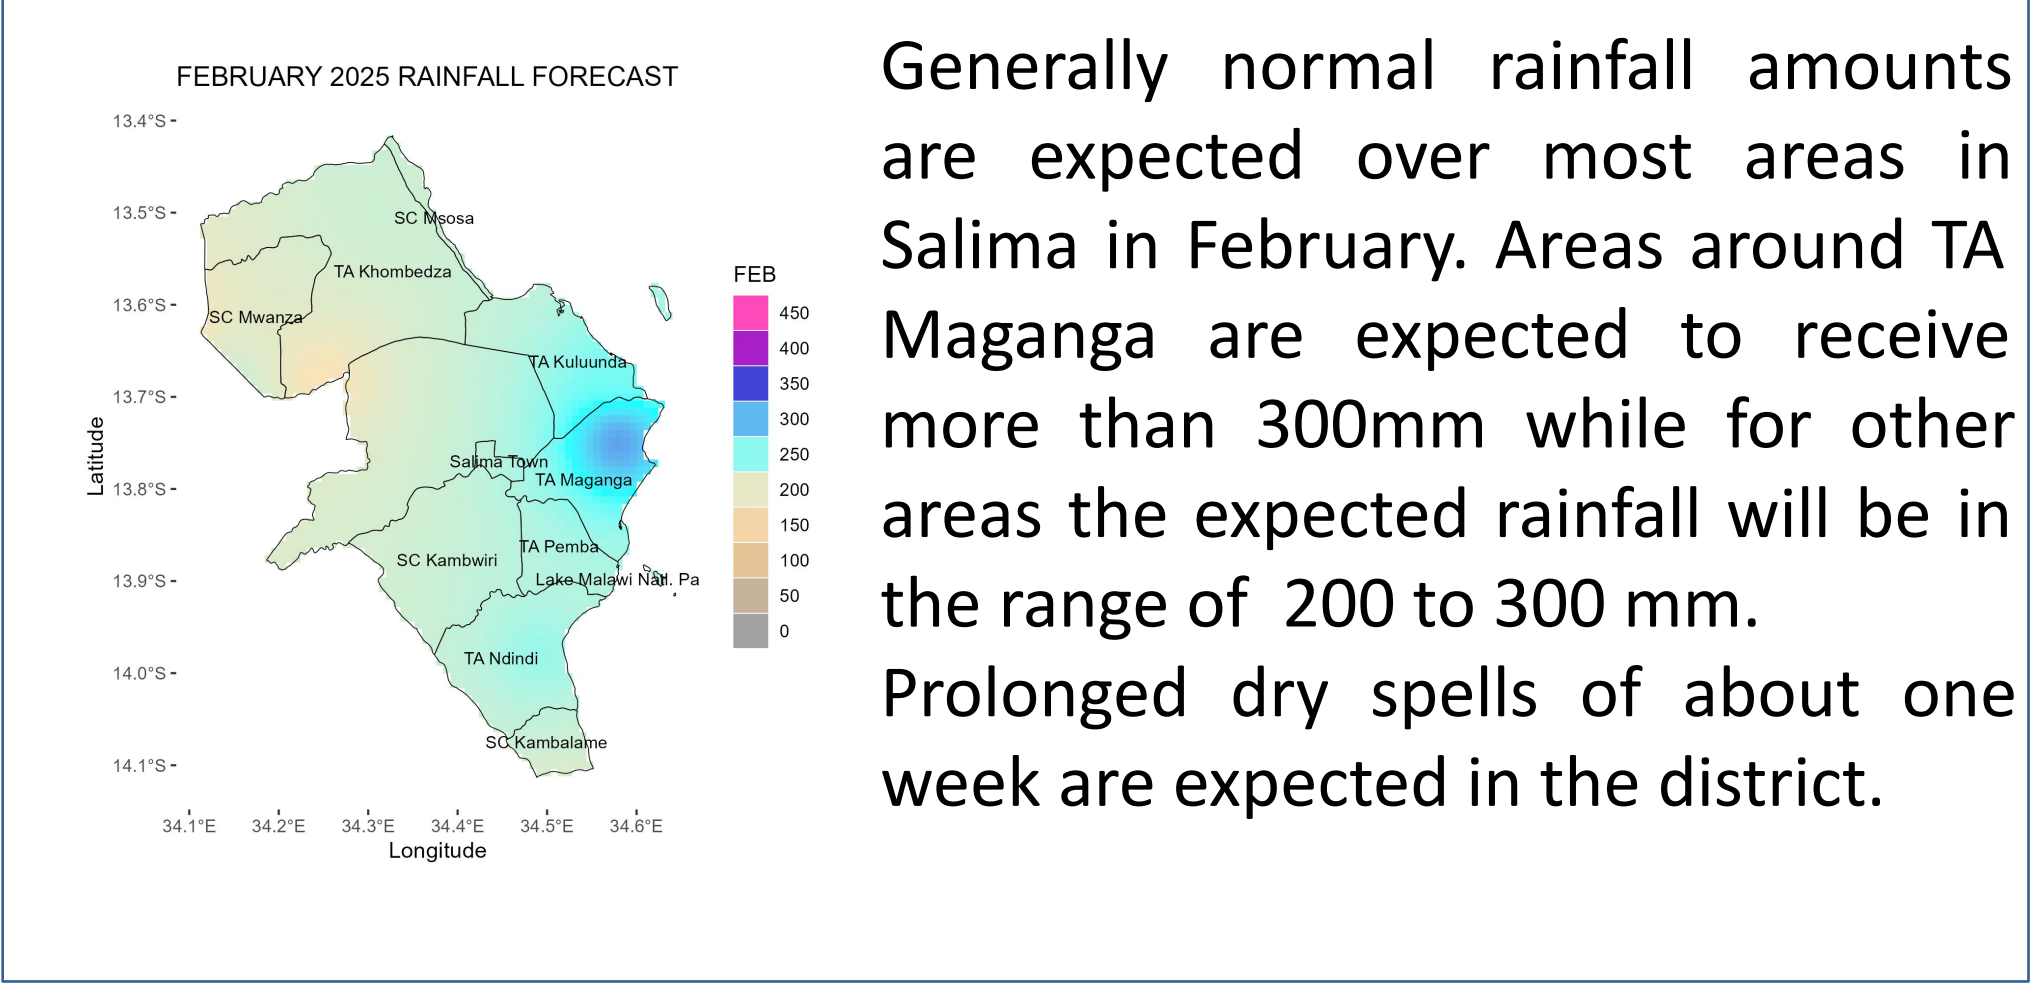 FEBRUARY 2025 RAINFALL FORECAST
13.4°S
13.5°S
13.6°S
13.7°S
13.8°S
13.9°S
14.0°S
14.1°S
Latitude
34.1°E 34.2°E 34.3°E 34.4°E 34.5°E 34.6°E
Longitude
SC Msosa
TA Khombedza
SC Mwanza
TA Kuluunda
Salima Town
TA Maganga
TA Pemba
SC Kambwiri
Lake Malawi Natl. Pa
TA Ndindi
SC Kambalame
FEB
450
400
350
300
250
200
150
100
50
0
Generally normal rainfall amounts
are expected over most areas in
Salima in February. Areas around TA
Maganga are expected to receive
more than 300mm while for other
areas the expected rainfall will be in
the range of 200 to 300 mm.
Prolonged dry spells of about one
week are expected in the district.